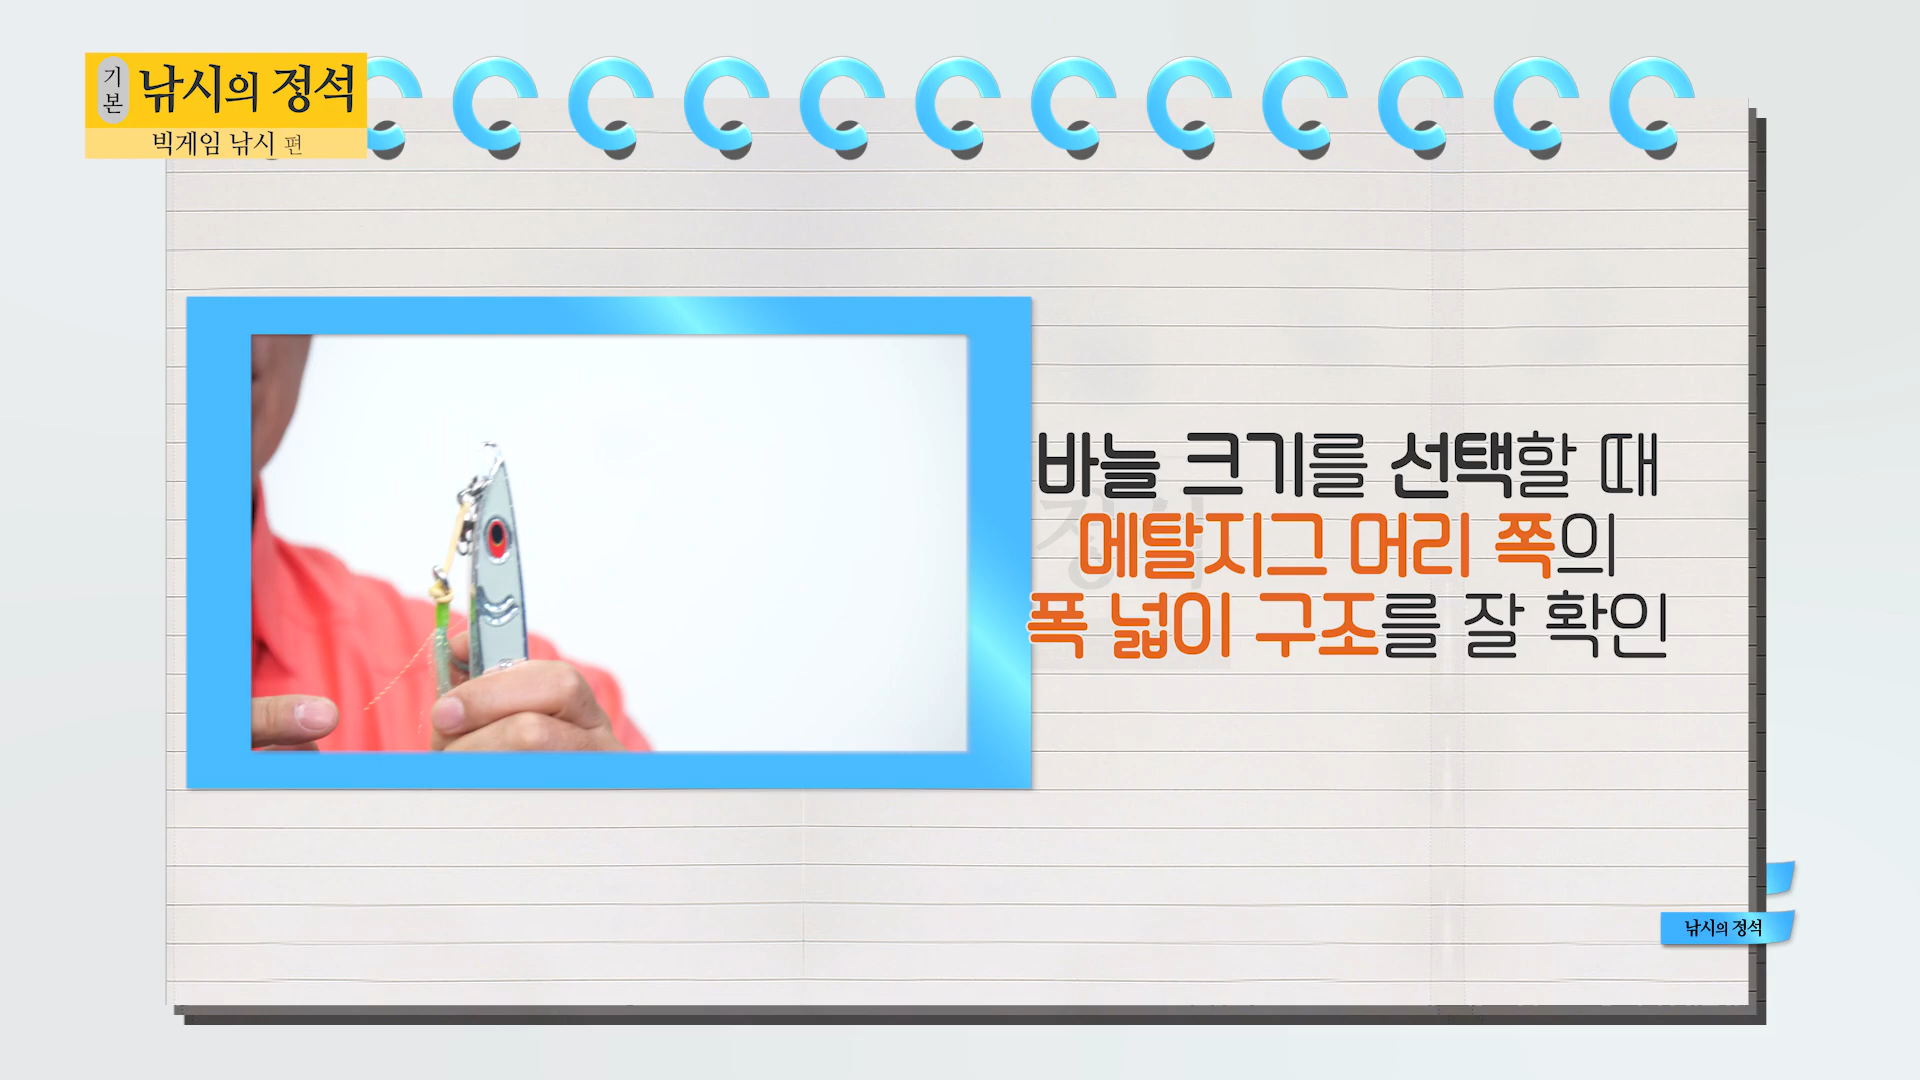 기본 낚시의 정석
빅게임 낚시 편
바늘 크기를 선택할 때
메탈지그 머리 쪽의
폭 넓이 구조를 잘 확인
낚시의 정석